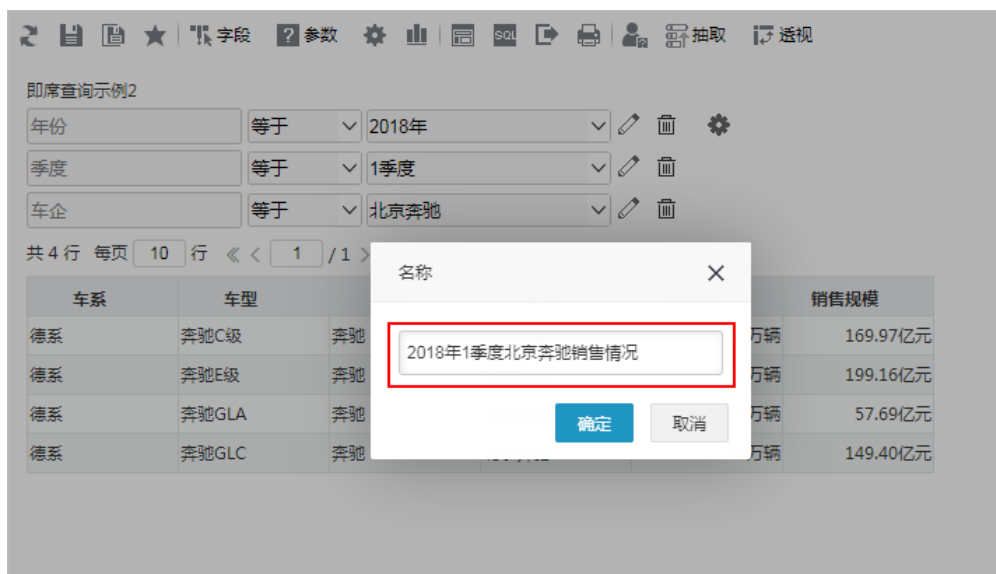 字段 ? 参数 SQL 抽取 透视
即席查询示例2
年份 等于 2018年
季度 等于 1季度
车企 等于 北京奔驰
共 4 行 每页 10 行 1 / 1
名称
车系 车型 销售规模
德系 奔驰C级 奔驰 万辆 169.97亿元
2018年1季度北京奔驰销售情况
德系 奔驰E级 奔驰 万辆 199.16亿元
德系 奔驰GLA 奔驰 万辆 57.69亿元
确定 取消
德系 奔驰GLC 奔驰 万辆 149.40亿元